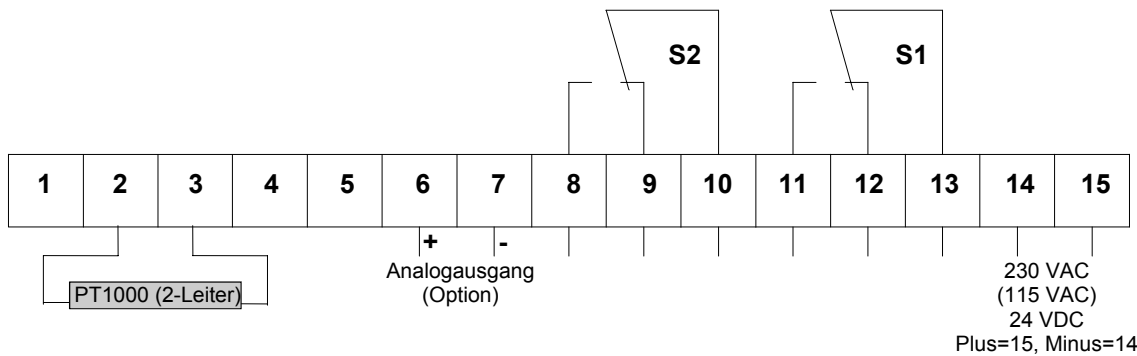 S2
S1
1 2 3 4 5 6 7 8 9 10 11 12 13 14 15
+ -
PT1000 (2-Leiter)
Analogausgang
(Option)
230 VAC
(115 VAC)
24 VDC
Plus=15, Minus=14